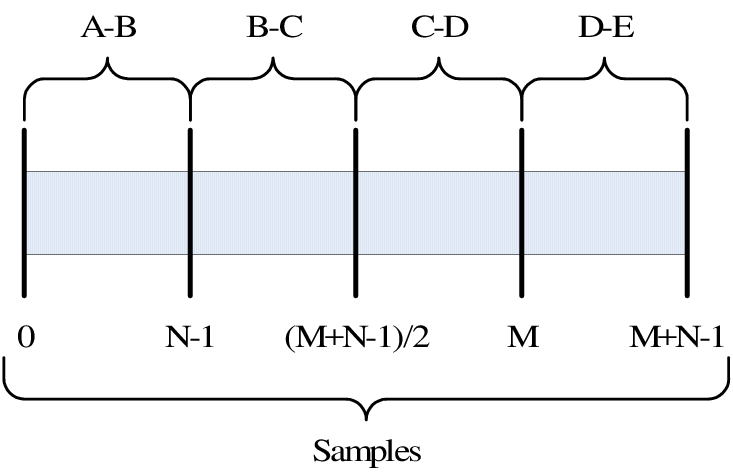 A-B B-C C-D D-E
0 N-1 (M+N-1)/2 M M+N-1
Samples